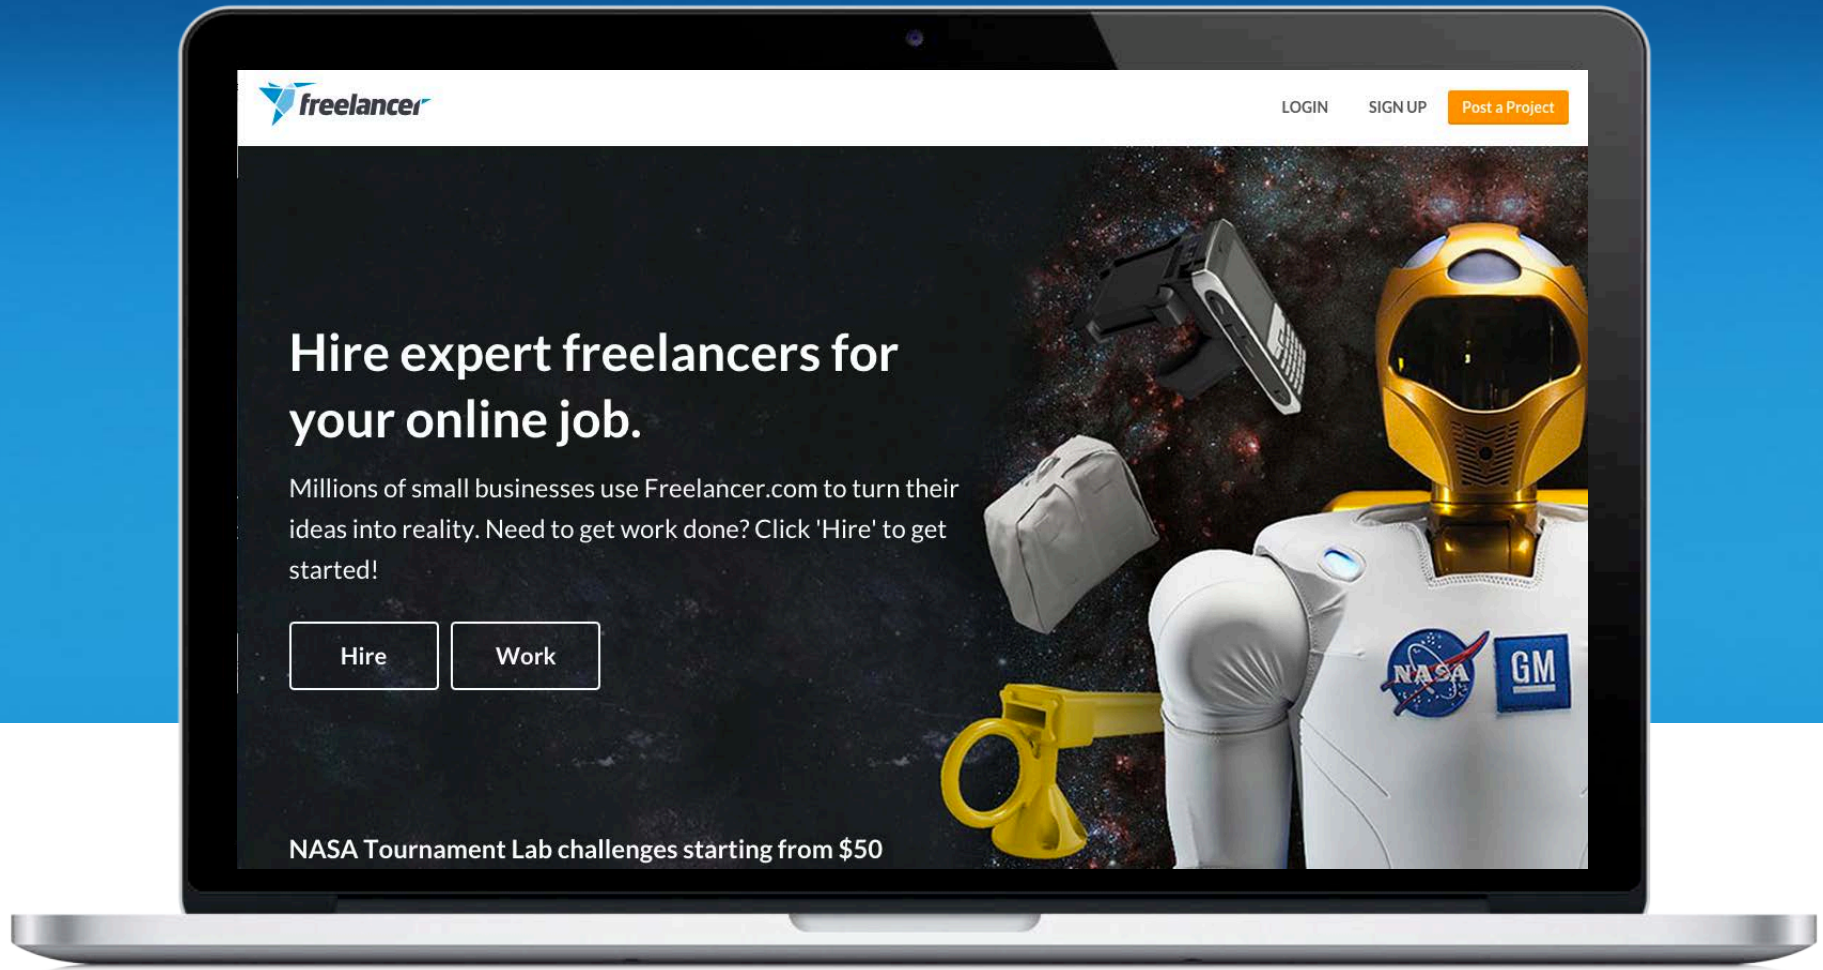 freelancer
LOGIN
SIGN UP
Post a Project
Hire expert freelancers for
your online job.
Millions of small businesses use Freelancer.com to turn their
ideas into reality. Need to get work done? Click 'Hire' to get
started!
Hire
Work
NASA
GM
NASA Tournament Lab challenges starting from $50